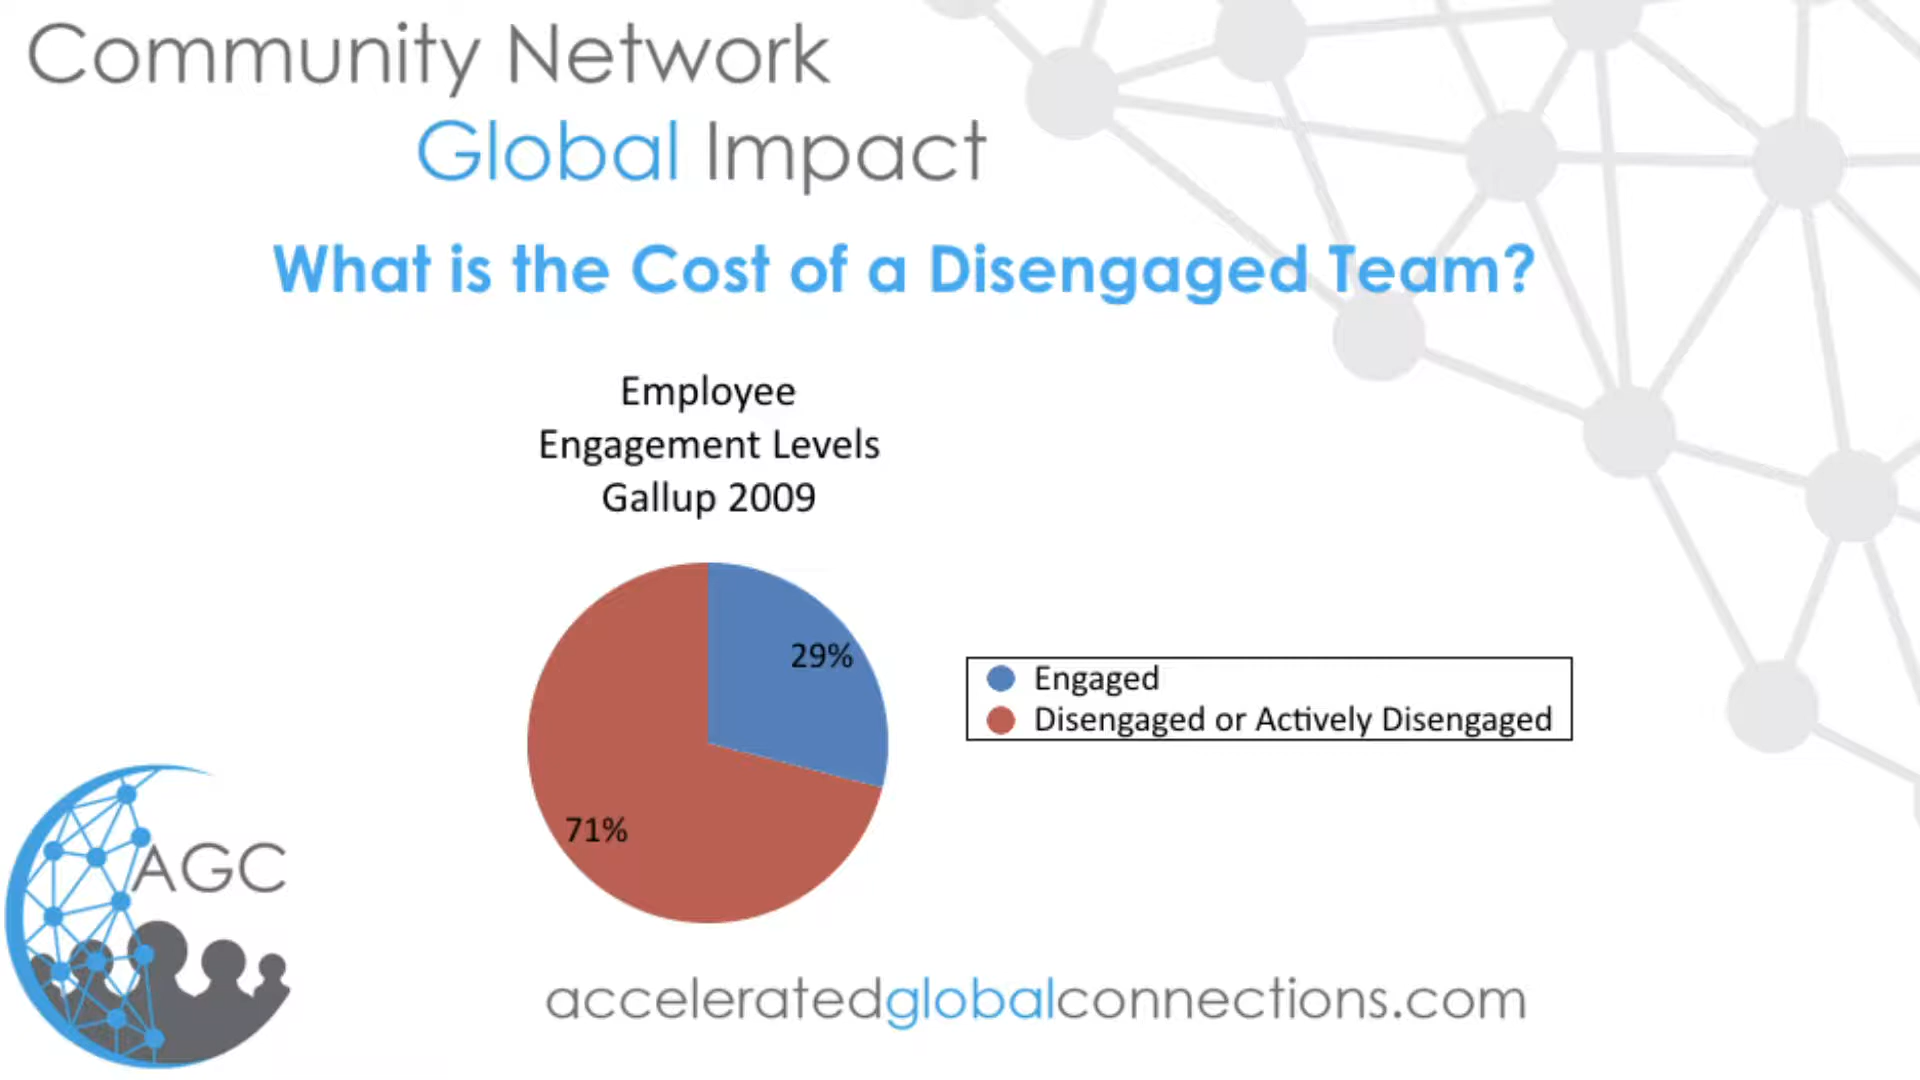 Community Network
Global Impact
What is the Cost of a Disengaged Team?
Employee
Engagement Levels
Gallup 2009
29%
71%
Engaged
Disengaged or Actively Disengaged
AGC
acceleratedglobalconnections.com